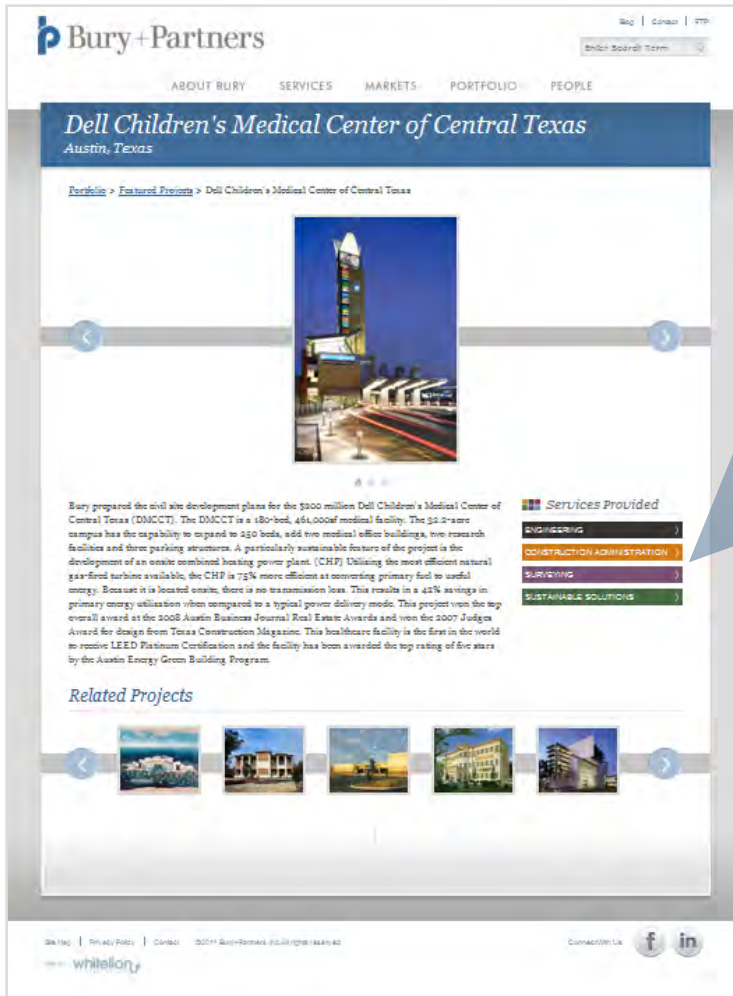 Bury+Partners
Blog | Contact | FTP
Enter Search Term
ABOUT BURY SERVICES MARKETS PORTFOLIO PEOPLE
Dell Children's Medical Center of Central Texas
Austin, Texas
Portfolio > Featured Projects > Dell Children's Medical Center of Central Texas
Bury prepared the civil site development plans for the $200 million Dell Children's Medical Center of
Central Texas (DMCCT). The DMCCT is a 180-bed, 461,000sf medical facility. The 32.2-acre
campus has the capability to expand to 250 beds, add two medical office buildings, two research
facilities and three parking structures. A particularly sustainable feature of the project is the
development of an onsite combined heating power plant. (CHP) Utilizing the most efficient natural
gas-fired turbine available, the CHP is 75% more efficient at converting primary fuel to useful
energy. Because it is located onsite, there is no transmission loss. This results in a 42% savings in
primary energy utilization when compared to a typical power delivery mode. This project won the top
overall award at the 2008 Austin Business Journal Real Estate Awards and won the 2007 Judges
Award for design from Texas Construction Magazine. This healthcare facility is the first in the world
to receive LEED Platinum Certification and the facility has been awarded the top rating of five stars
by the Austin Energy Green Building Program.
Services Provided
ENGINEERING
CONSTRUCTION ADMINISTRATION
SURVEYING
SUSTAINABLE SOLUTIONS
Related Projects
Site Map | Privacy Policy | Contact ©2011 Bury+Partners, Inc. All rights reserved
Connect With Us f in
whitelion